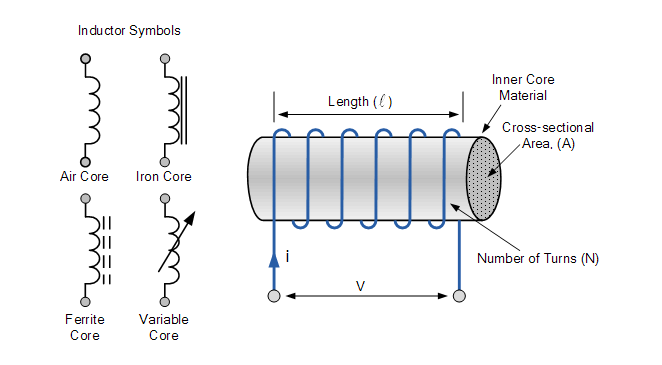 Inductor Symbols
Air Core
Iron Core
Ferrite
Core
Variable
Core
Length (ℓ)
Inner Core
Material
Cross-sectional
Area, (A)
Number of Turns (N)
i
V